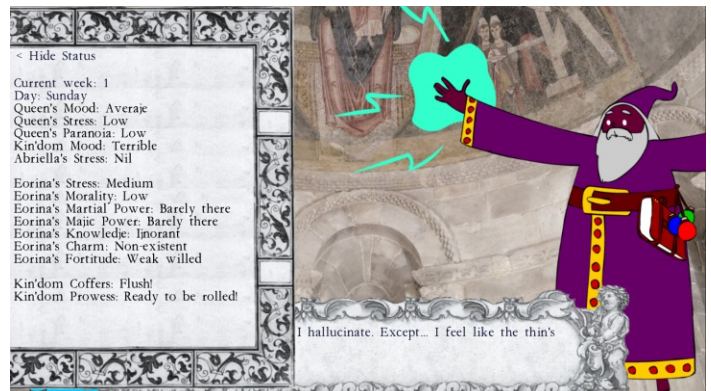 < Hide Status
Current week: 1
Day: Sunday
Queen's Mood: Averaje
Queen's Stress: Low
Queen's Paranoia: Low
Kin'dom Mood: Terrible
Abriella's Stress: Nil
Eorina's Stress: Medium
Eorina's Morality: Low
Eorina's Martial Power: Barely there
Eorina's Majic Power: Barely there
Eorina's Knowledje: Ijnorant
Eorina's Charm: Non-existent
Eorina's Fortitude: Weak willed
Kin'dom Coffers: Flush!
Kin'dom Prowess: Ready to be rolled!
I hallucinate. Except... I feel like the thin's